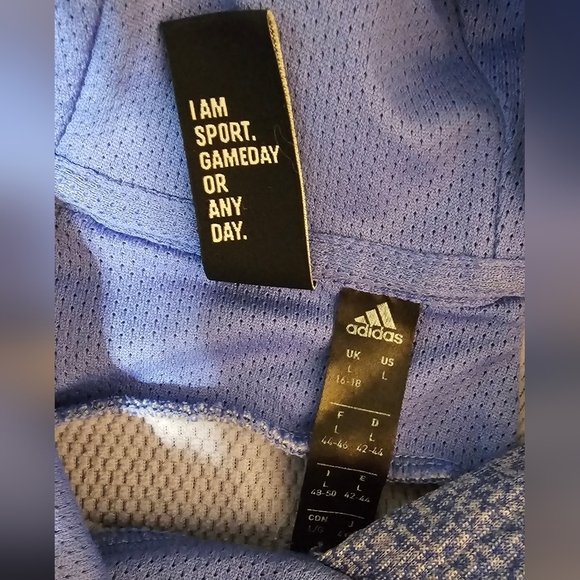 I AM
SPORT.
GAMEDAY
OR
ANY
DAY.
adidas
UK US
L L
16-18
F D
L L
44-46 42-44
I E
L L
48-50 42-44
CON J